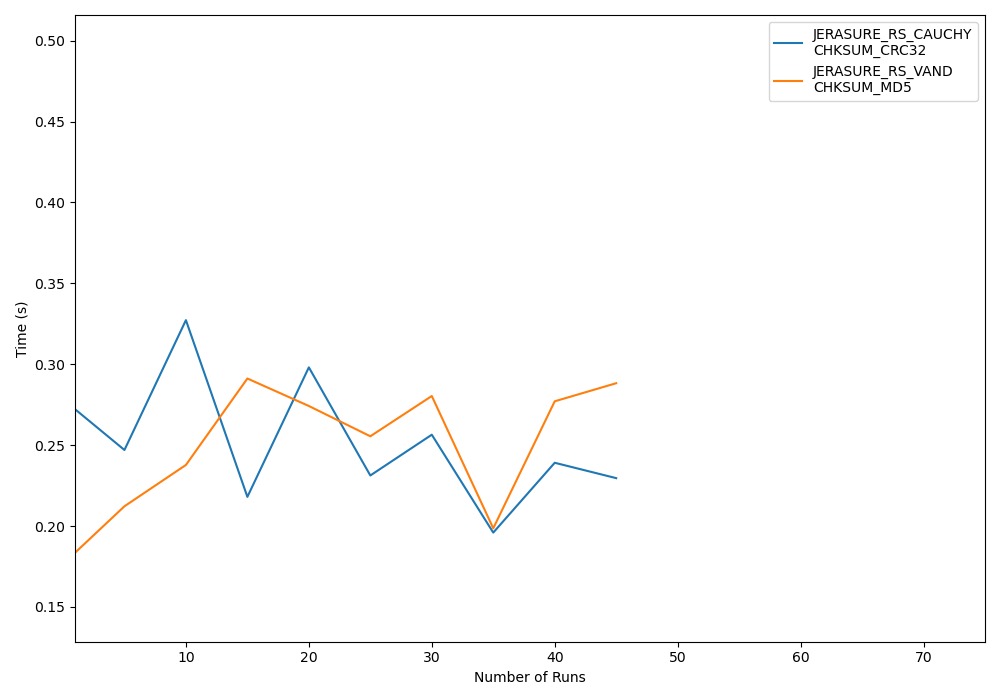 0.50
0.45
0.40
0.35
0.30
0.25
0.20
0.15
Time (s)
10 20 30 40 50 60 70
Number of Runs
JERASURE_RS_CAUCHY
CHKSUM_CRC32
JERASURE_RS_VAND
CHKSUM_MD5